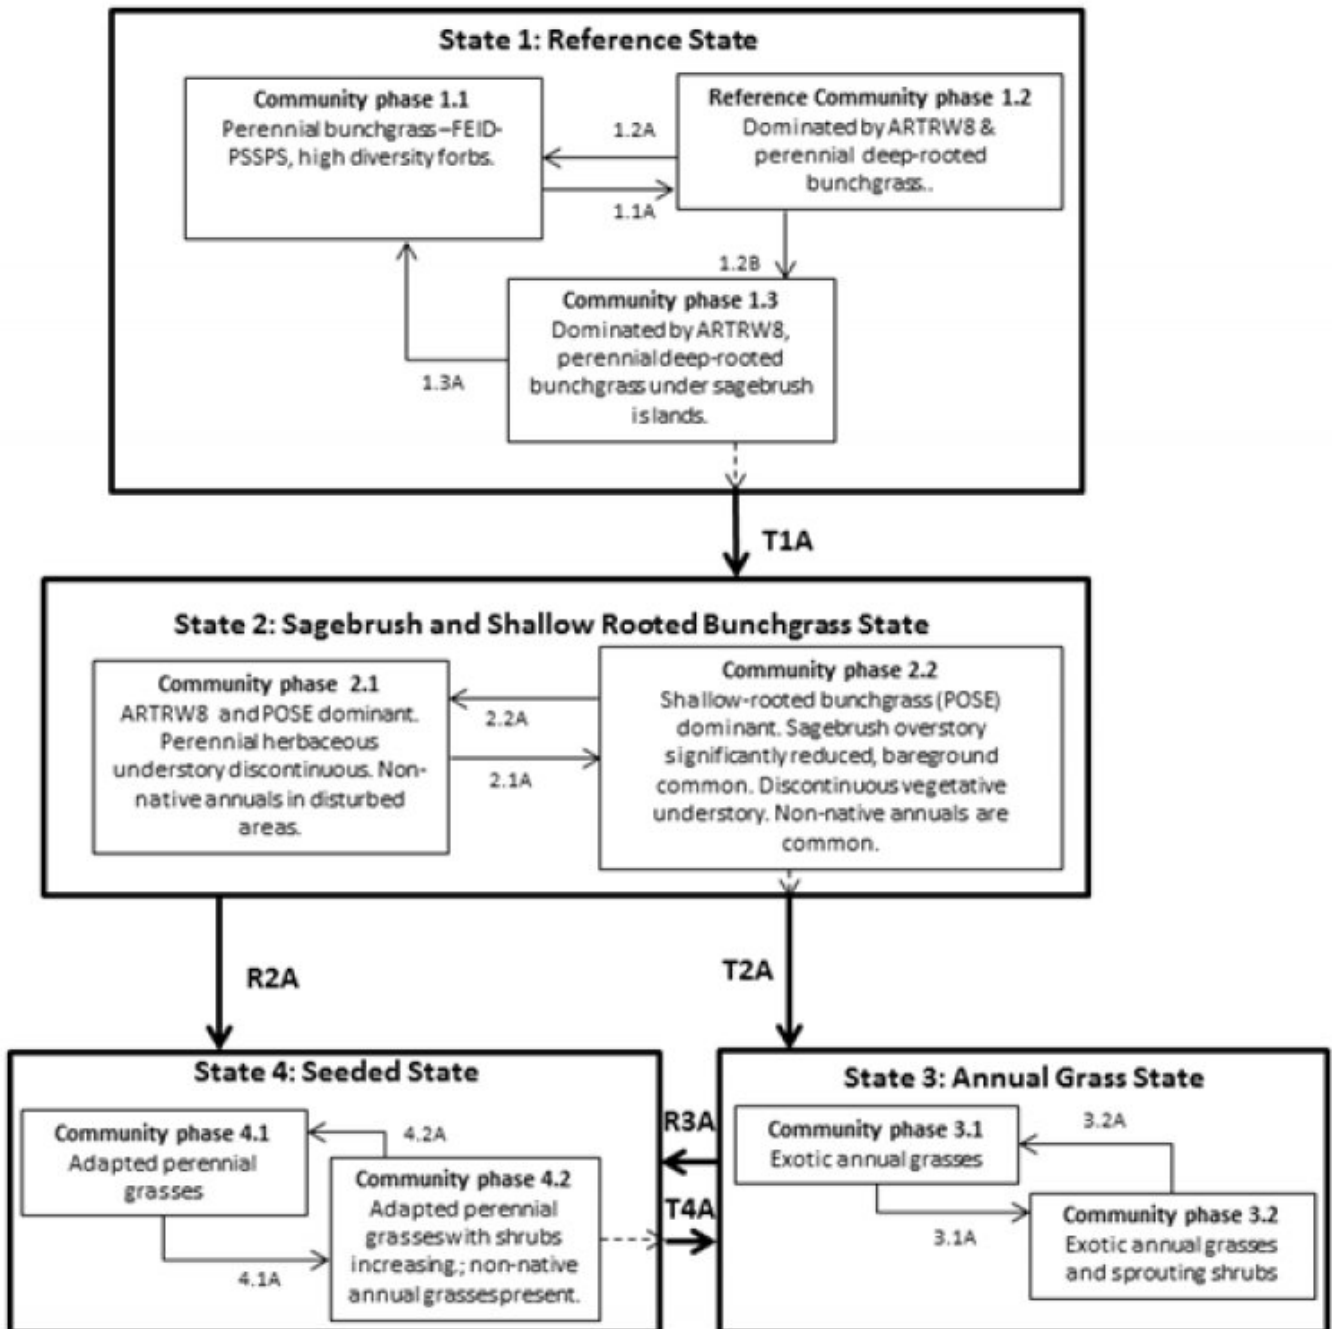 State 1: Reference State
Community phase 1.1
Perennial bunchgrass–FEID-
PSSPS, high diversity forbs.
1.2A
1.1A
Reference Community phase 1.2
Dominated by ARTRW8 &
perennial deep-rooted
bunchgrass..
1.2B
Community phase 1.3
Dominated by ARTRW8,
perennial deep-rooted
bunchgrass under sagebrush
islands.
1.3A
T1A
State 2: Sagebrush and Shallow Rooted Bunchgrass State
Community phase 2.1
ARTRW8 and POSE dominant.
Perennial herbaceous
understory discontinuous. Non-
native annuals in disturbed
areas.
2.2A
2.1A
Community phase 2.2
Shallow-rooted bunchgrass (POSE)
dominant. Sagebrush overstory
significantly reduced, bareground
common. Discontinuous vegetative
understory. Non-native annuals are
common.
R2A
T2A
State 4: Seeded State
Community phase 4.1
Adapted perennial
grasses
4.2A
4.1A
Community phase 4.2
Adapted perennial
grasses with shrubs
increasing.; non-native
annual grasses present.
R3A
T4A
State 3: Annual Grass State
Community phase 3.1
Exotic annual grasses
3.2A
3.1A
Community phase 3.2
Exotic annual grasses
and sprouting shrubs